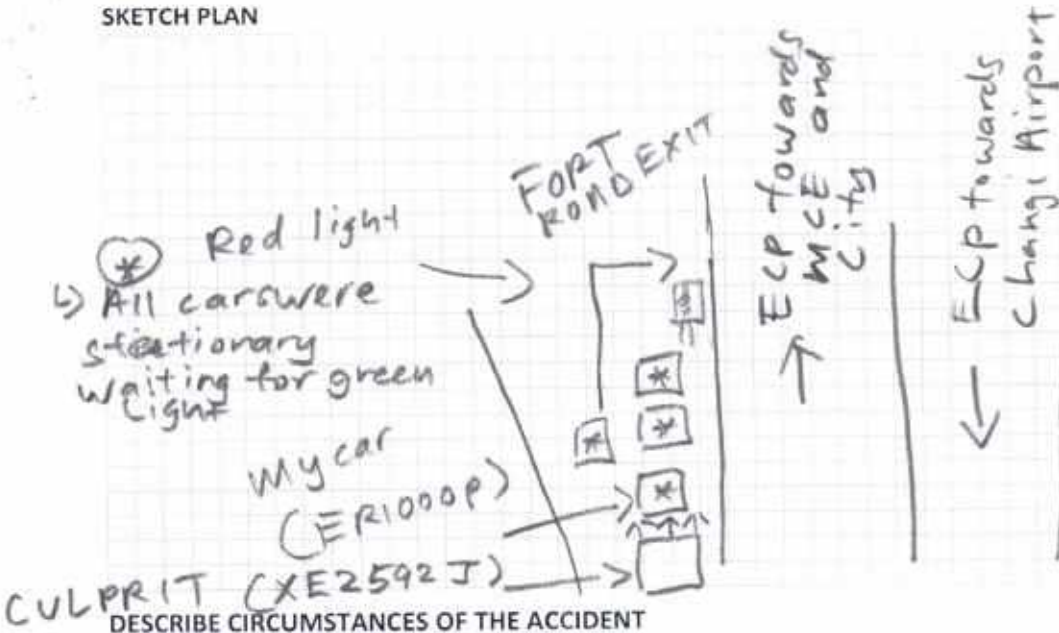 SKETCH PLAN
FORT
ROAD EXIT
ECP towards
MCE and
City
ECP towards
Changi Airport
* Red light
↳ All cars were
stationary
waiting for green
Light
*
*
*
*
My car
(ER1000P)
CULPRIT (XE2592J)
DESCRIBE CIRCUMSTANCES OF THE ACCIDENT